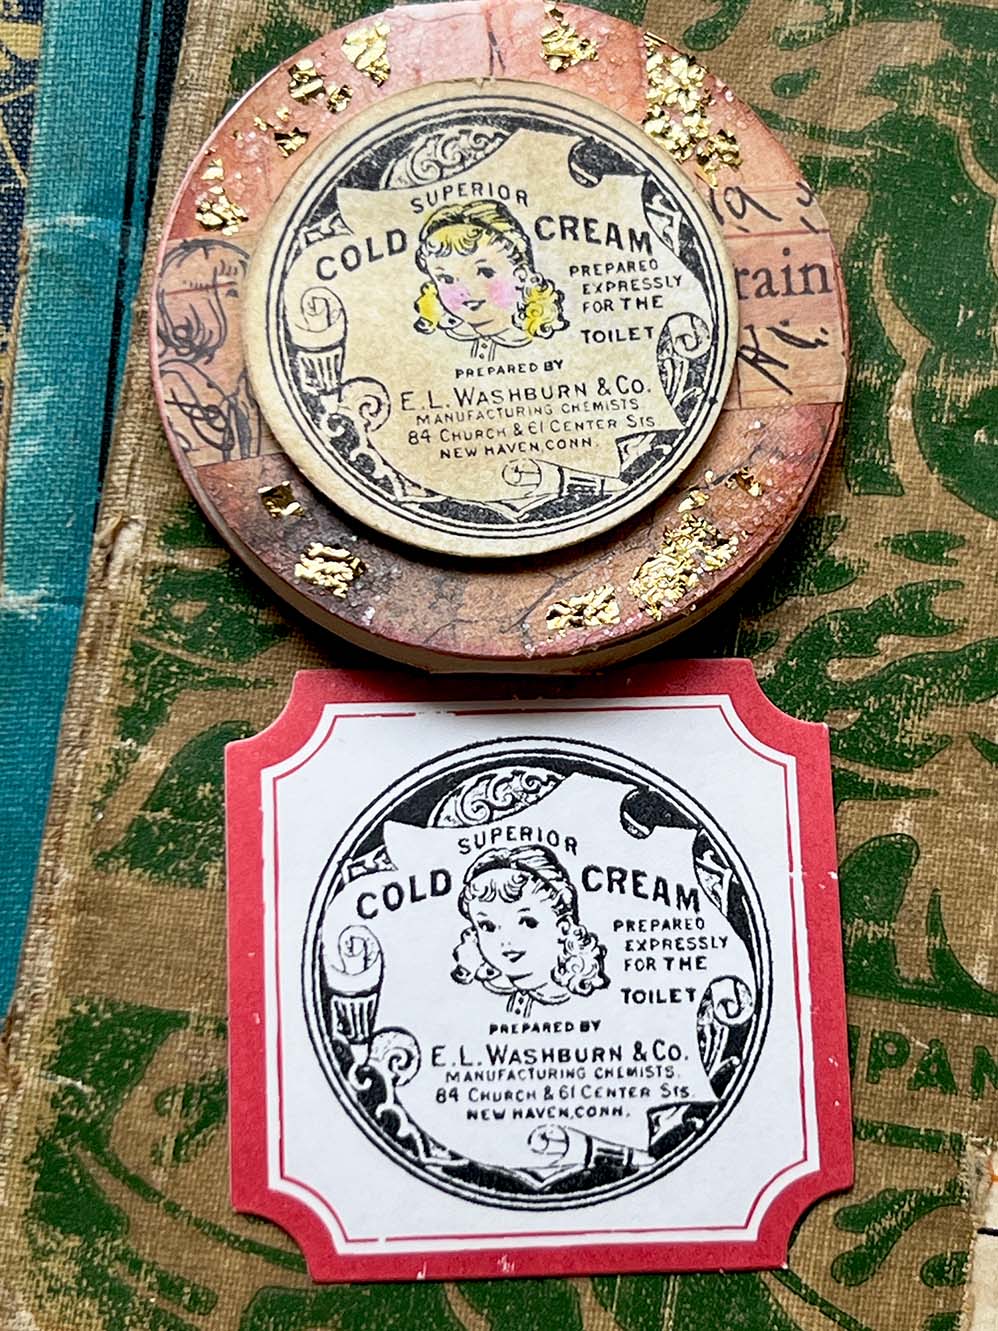 SUPERIOR
COLD CREAM
PREPARED
EXPRESSLY
FOR THE
TOILET
PREPARED BY
E.L. WASHBURN & CO.
MANUFACTURING CHEMISTS
84 CHURCH & 61 CENTER STS
NEW HAVEN, CONN.
19
rain
SUPERIOR
COLD CREAM
PREPARED
EXPRESSLY
FOR THE
TOILET
PREPARED BY
E.L. WASHBURN & CO.
MANUFACTURING CHEMISTS.
84 CHURCH & 61 CENTER STS.
NEW HAVEN, CONN.
PAN